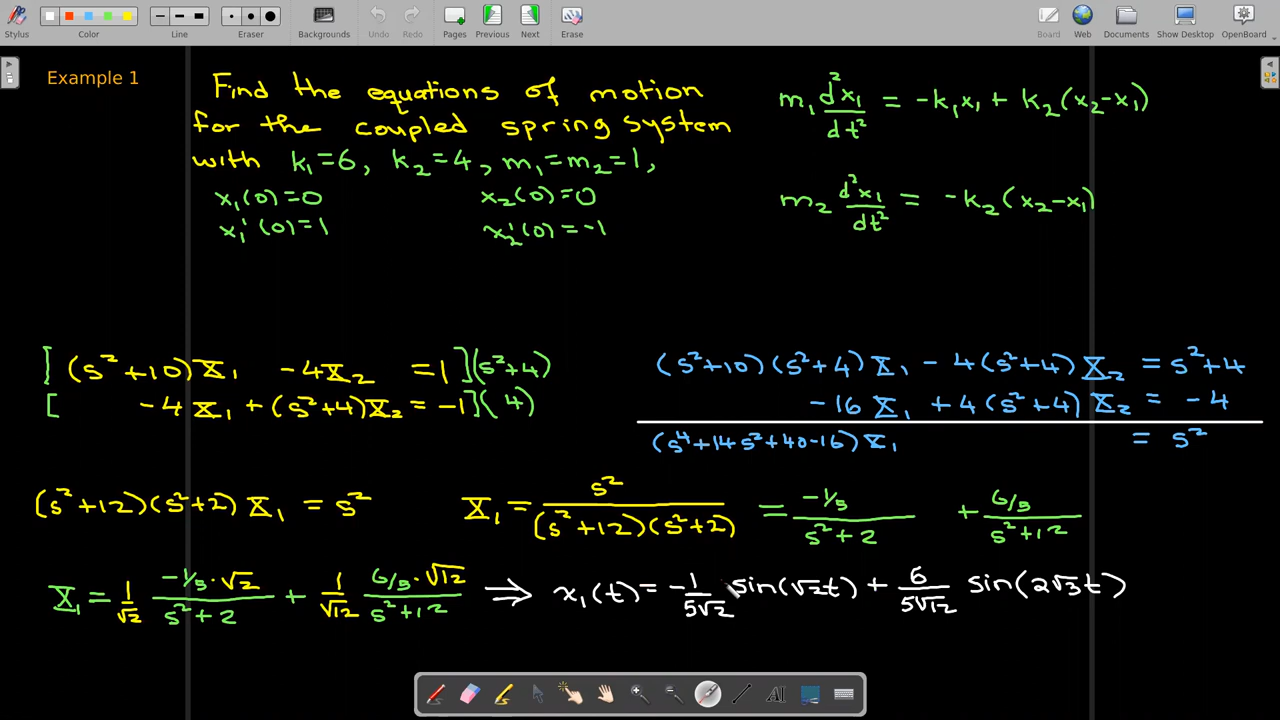 Stylus Color Line Eraser Backgrounds Undo Redo Pages Previous Next Erase Board Web Documents Show Desktop OpenBoard
Example 1
Find the equations of motion
for the coupled spring system
with k₁=6, k₂=4, m₁=m₂=1,
x₁(0)=0 x₂(0)=0
x₁'(0)=1 x₂'(0)=-1
m₁ d²x₁/dt² = -k₁x₁ + k₂(x₂-x₁)
m₂ d²x₁/dt² = -k₂(x₂-x₁)
[ (s²+10)X₁ -4X₂ =1](s²+4)
[ -4X₁ +(s²+4)X₂ = -1](4)
(s²+10)(s²+4)X₁ - 4(s²+4)X₂ = s²+4
-16X₁ + 4(s²+4)X₂ = -4
(s⁴+14s²+40-16)X₁ = s²
(s²+12)(s²+2)X₁ = s² X₁ = s²/((s²+12)(s²+2)) = (-1/5)/(s²+2) + (6/5)/(s²+12)
X₁ = 1/√2 (-1/5·√2)/(s²+2) + 1/√12 (6/5·√12)/(s²+12) ⇒ x₁(t) = -1/(5√2) sin(√2t) + 6/(5√12) sin(2√3t)
AI